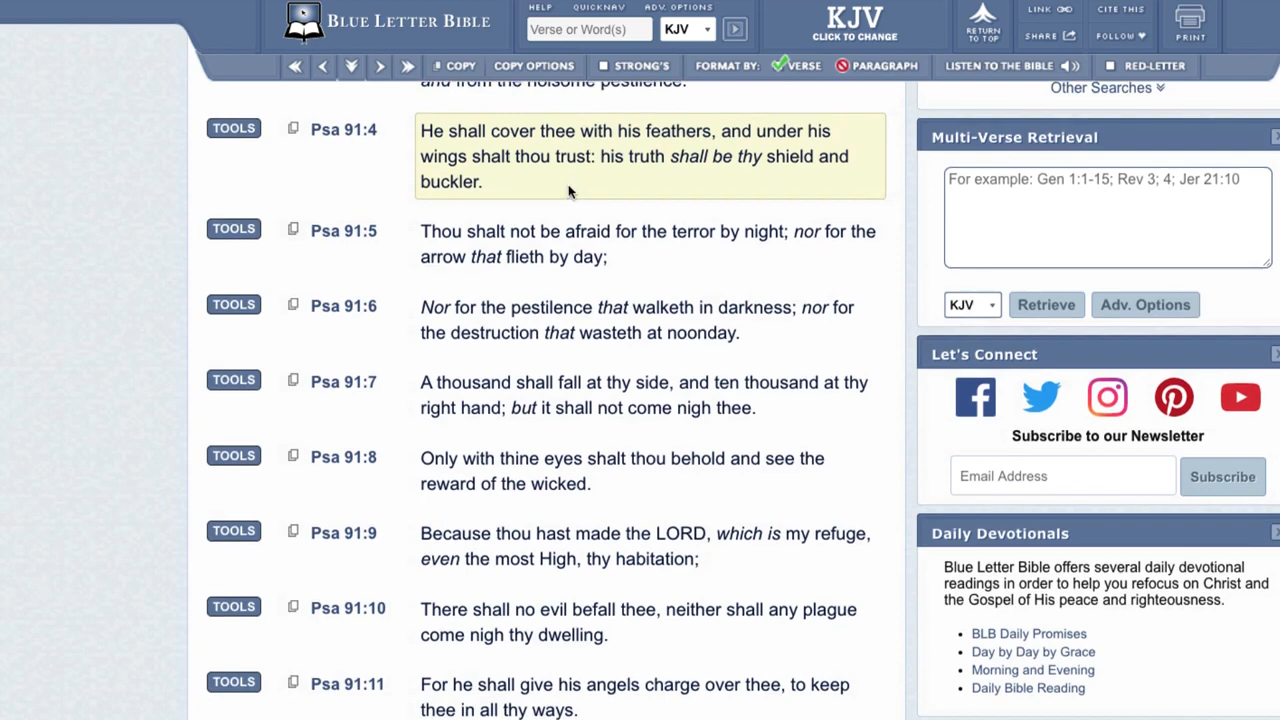 HELP QUICKNAV ADV. OPTIONS
BLUE LETTER BIBLE
Verse or Word(s)
KJV
KJV
CLICK TO CHANGE
RETURN
TO TOP
LINK
CITE THIS
SHARE
FOLLOW
PRINT
COPY
COPY OPTIONS
STRONG'S
FORMAT BY:
VERSE
PARAGRAPH
LISTEN TO THE BIBLE
RED-LETTER
and from the noisome pestilence.
TOOLS
Psa 91:4
He shall cover thee with his feathers, and under his
wings shalt thou trust: his truth shall be thy shield and
buckler.
TOOLS
Psa 91:5
Thou shalt not be afraid for the terror by night; nor for the
arrow that flieth by day;
TOOLS
Psa 91:6
Nor for the pestilence that walketh in darkness; nor for
the destruction that wasteth at noonday.
TOOLS
Psa 91:7
A thousand shall fall at thy side, and ten thousand at thy
right hand; but it shall not come nigh thee.
TOOLS
Psa 91:8
Only with thine eyes shalt thou behold and see the
reward of the wicked.
TOOLS
Psa 91:9
Because thou hast made the LORD, which is my refuge,
even the most High, thy habitation;
TOOLS
Psa 91:10
There shall no evil befall thee, neither shall any plague
come nigh thy dwelling.
TOOLS
Psa 91:11
For he shall give his angels charge over thee, to keep
thee in all thy ways.
Other Searches
Multi-Verse Retrieval
For example: Gen 1:1-15; Rev 3; 4; Jer 21:10
KJV
Retrieve
Adv. Options
Let's Connect
Subscribe to our Newsletter
Email Address
Subscribe
Daily Devotionals
Blue Letter Bible offers several daily devotional
readings in order to help you refocus on Christ and
the Gospel of His peace and righteousness.
BLB Daily Promises
Day by Day by Grace
Morning and Evening
Daily Bible Reading